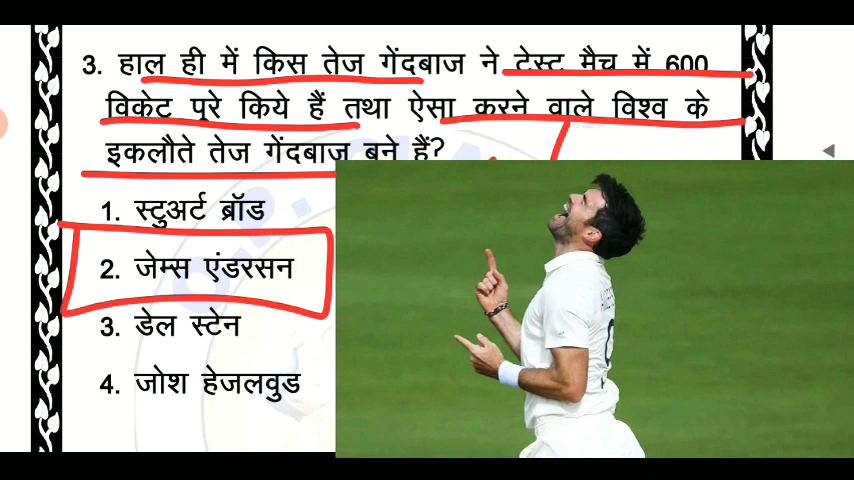 3. हाल ही में किस तेज गेंदबाज ने टेस्ट मैच में 600
विकेट पूरे किये हैं तथा ऐसा करने वाले विश्व के
इकलौते तेज गेंदबाज बने हैं?
1. स्टुअर्ट ब्रॉड
2. जेम्स एंडरसन
3. डेल स्टेन
4. जोश हेजलवुड